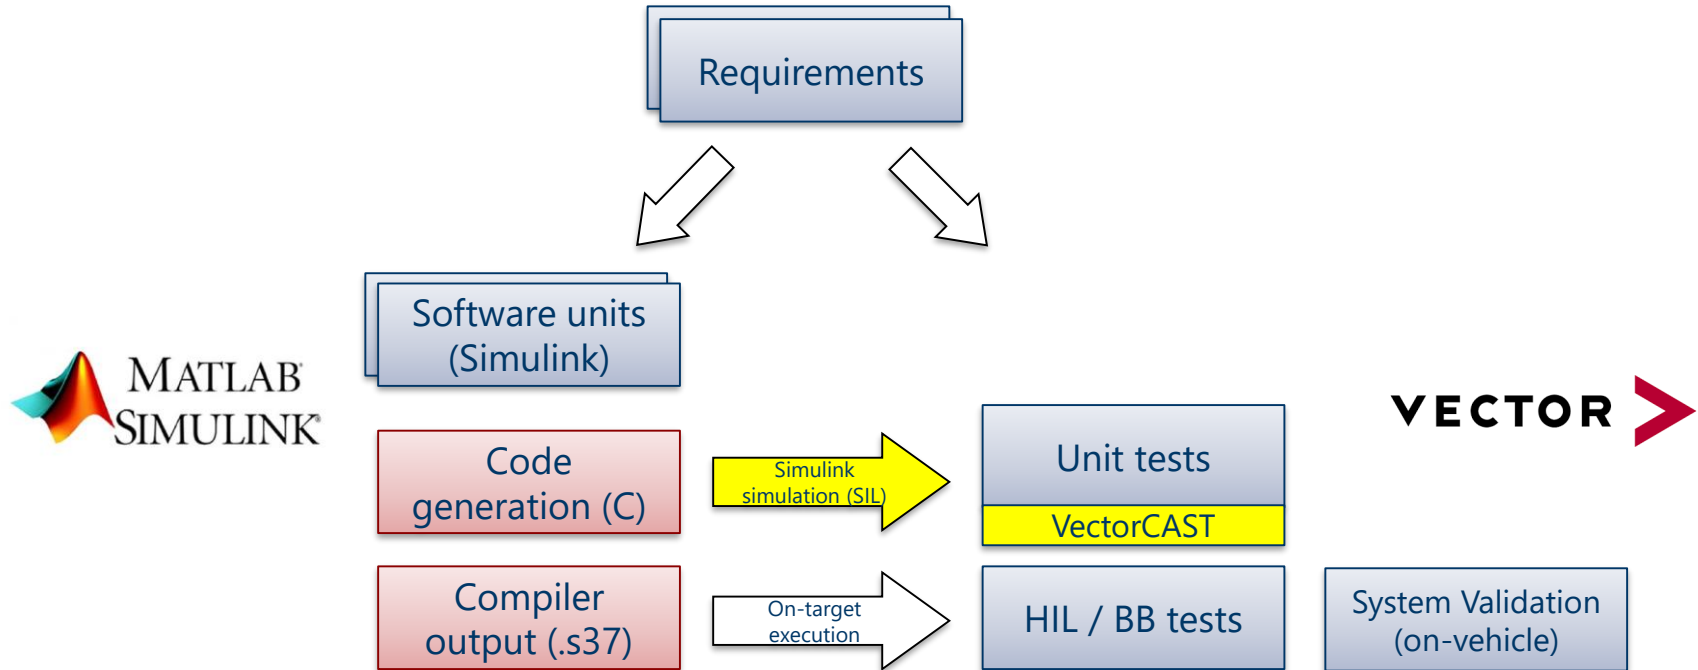 Requirements
Software units
(Simulink)
MATLAB
SIMULINK®
VECTOR
Code
generation (C)
Simulink
simulation (SIL)
Unit tests
VectorCAST
Compiler
output (.s37)
On-target
execution
HIL / BB tests
System Validation
(on-vehicle)